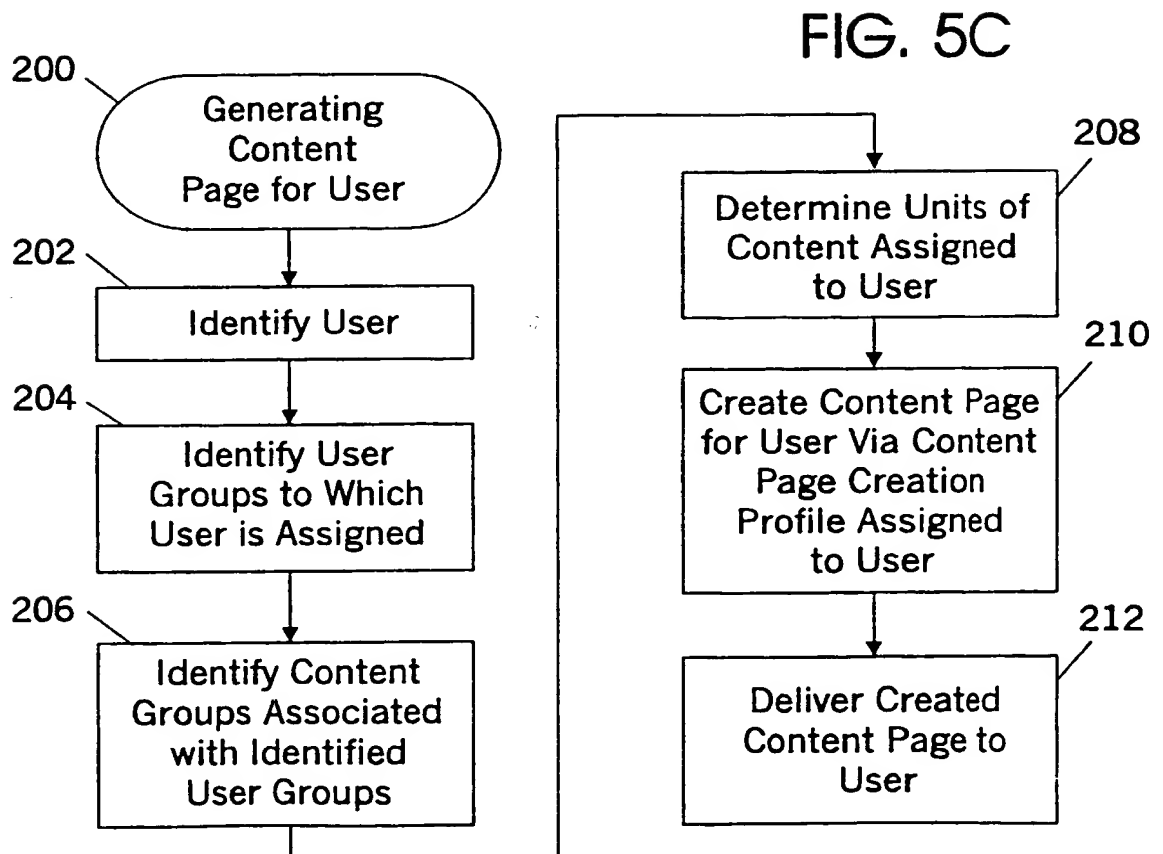 FIG. 5C
200
Generating
Content
Page for User
202
Identify User
204
Identify User
Groups to Which
User is Assigned
206
Identify Content
Groups Associated
with Identified
User Groups
208
Determine Units of
Content Assigned
to User
210
Create Content Page
for User Via Content
Page Creation
Profile Assigned
to User
212
Deliver Created
Content Page to
User